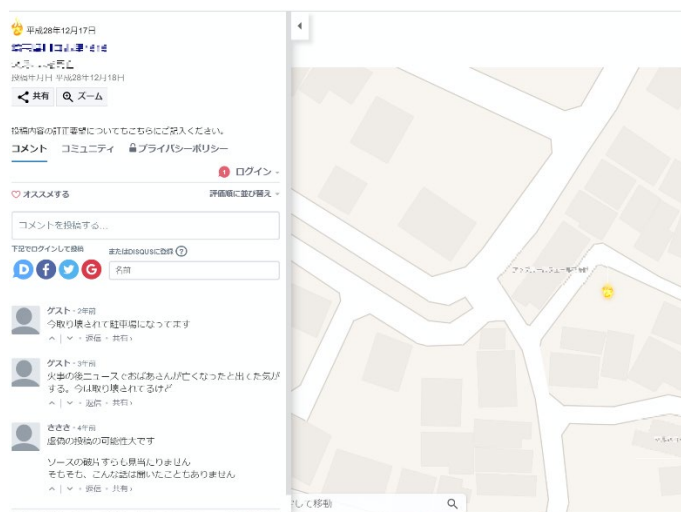 平成28年12月17日
投稿年月日 平成28年12月18日
共有 ズーム
投稿内容の訂正要望についてもこちらにご記入ください。
コメント コミュニティ プライバシーポリシー
1 ログイン
オススメする 評価順に並び替え
コメントを投稿する...
下記でログインして投稿 またはDISQUSに登録 ?
名前
ゲスト・2年前
今取り壊されて駐車場になってます
返信・共有›
ゲスト・3年前
火事の後ニュースでおばあさんが亡くなったと出てた気が
する。今は取り壊されてるけど
返信・共有›
ささき・4年前
虚偽の投稿の可能性大です
ソースの破片すらも見当たりません
そもそも、こんな話は聞いたこともありません
返信・共有›
して移動